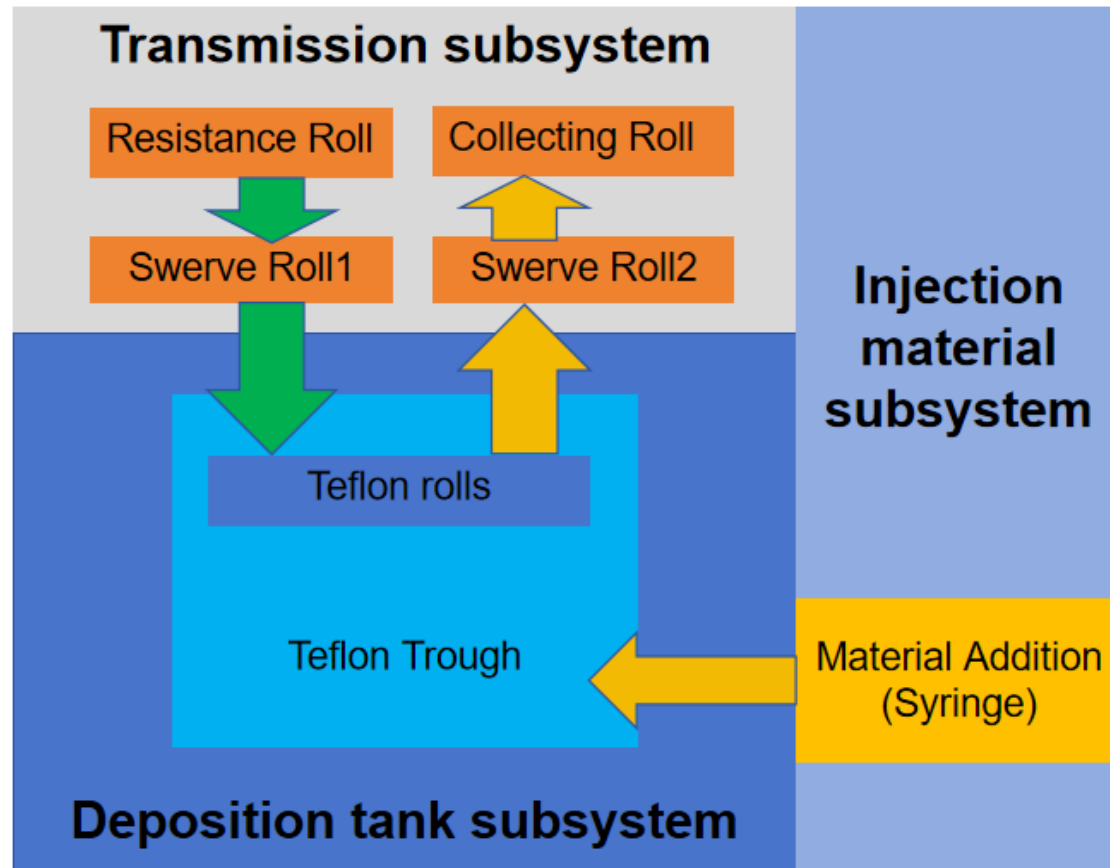 Transmission subsystem
Resistance Roll
Collecting Roll
Swerve Roll1
Swerve Roll2
Injection
material
subsystem
Teflon rolls
Teflon Trough
Material Addition
(Syringe)
Deposition tank subsystem